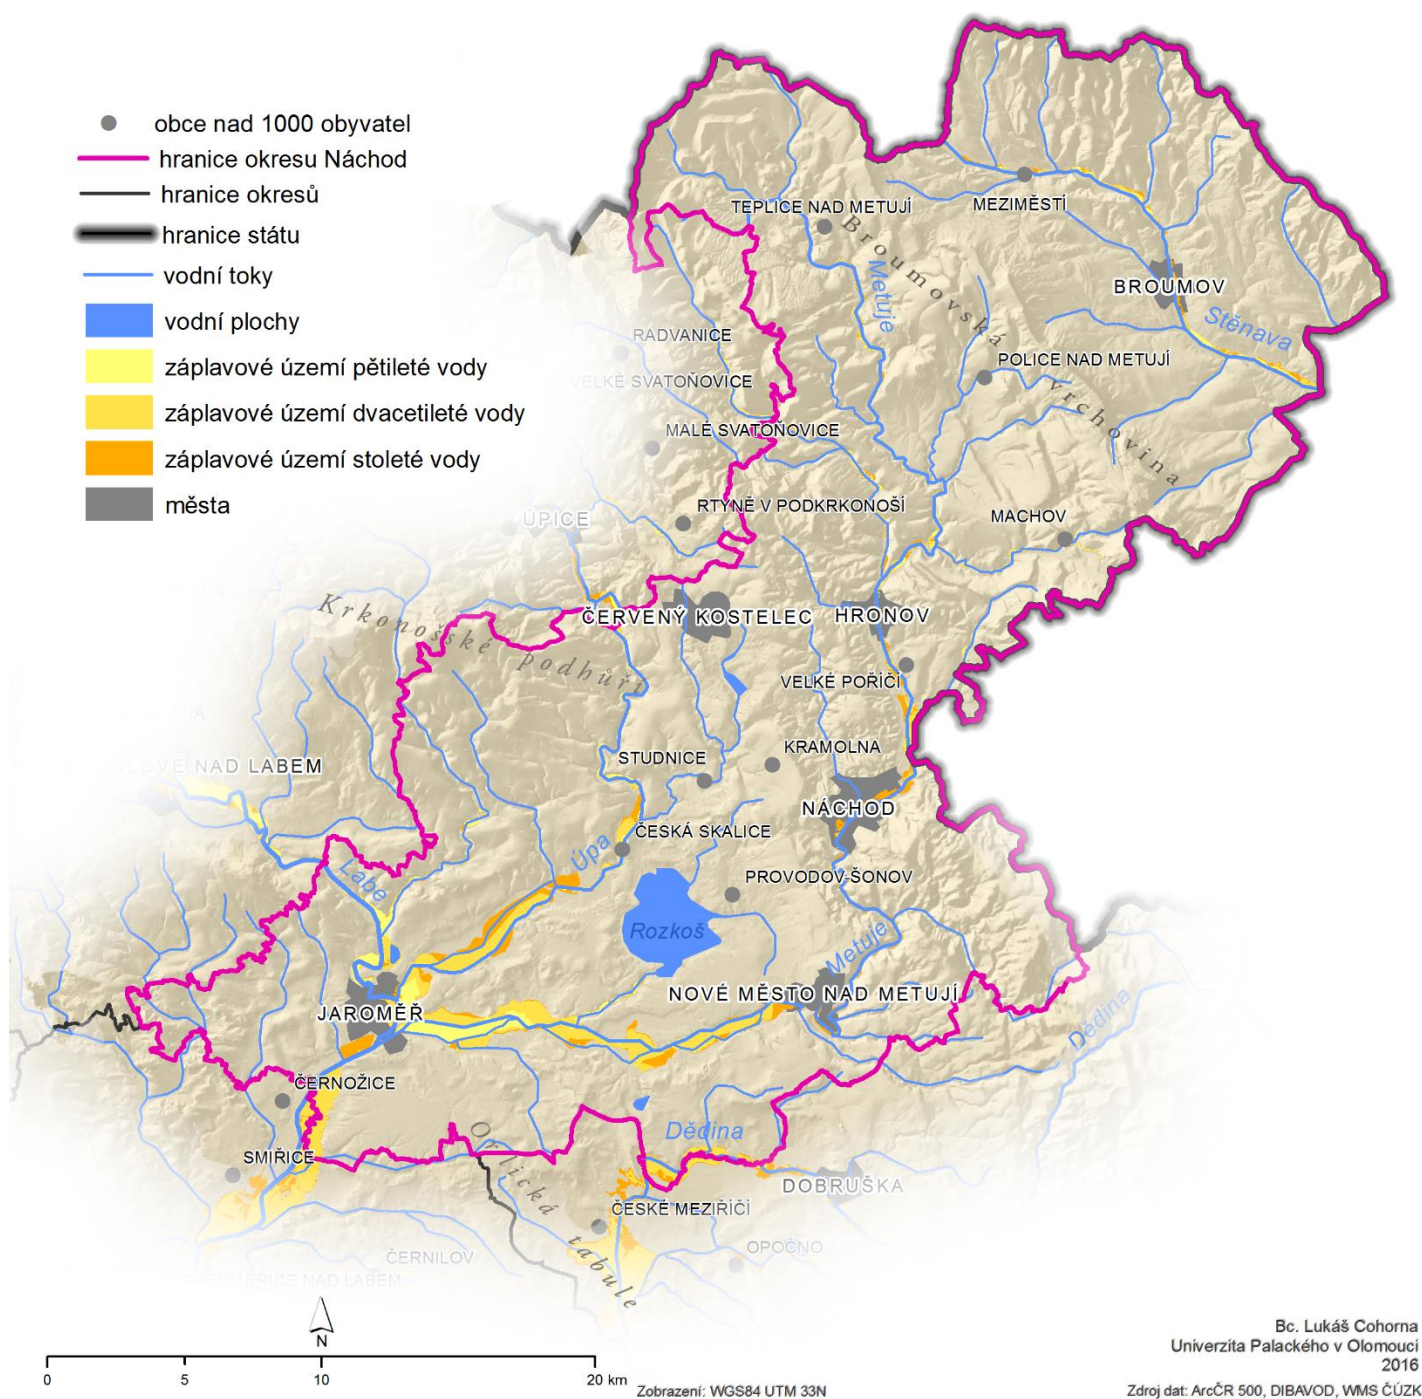 obce nad 1000 obyvatel
hranice okresu Náchod
hranice okresů
hranice státu
vodní toky
vodní plochy
záplavové území pětileté vody
záplavové území dvacetileté vody
záplavové území stoleté vody
města
TEPLICE NAD METUJÍ
MEZIMĚSTÍ
Broumovská
vrchovina
Metuje
BROUMOV
Stěnava
RADVANICE
POLICE NAD METUJÍ
VELKÉ SVATOŇOVICE
MALÉ SVATOŇOVICE
RTYNĚ V PODKRKONOŠÍ
MACHOV
ÚPICE
Krkonošské podhůří
ČERVENÝ KOSTELEC
HRONOV
VELKÉ POŘÍČÍ
KRAMOLNA
STUDNICE
NAD LABEM
NÁCHOD
ČESKÁ SKALICE
Úpa
Labe
PROVODOV-ŠONOV
Rozkoš
Metuje
NOVÉ MĚSTO NAD METUJÍ
JAROMĚŘ
Dědina
ČERNOŽICE
Dědina
Orlická tabule
SMIŘICE
DOBRUŠKA
ČESKÉ MEZIŘÍČÍ
OPOČNO
ČERNILOV
NAD LABEM
N
0 5 10 20 km
Zobrazení: WGS84 UTM 33N
Bc. Lukáš Cohorna
Univerzita Palackého v Olomouci
2016
Zdroj dat: ArcČR 500, DIBAVOD, WMS ČÚZK